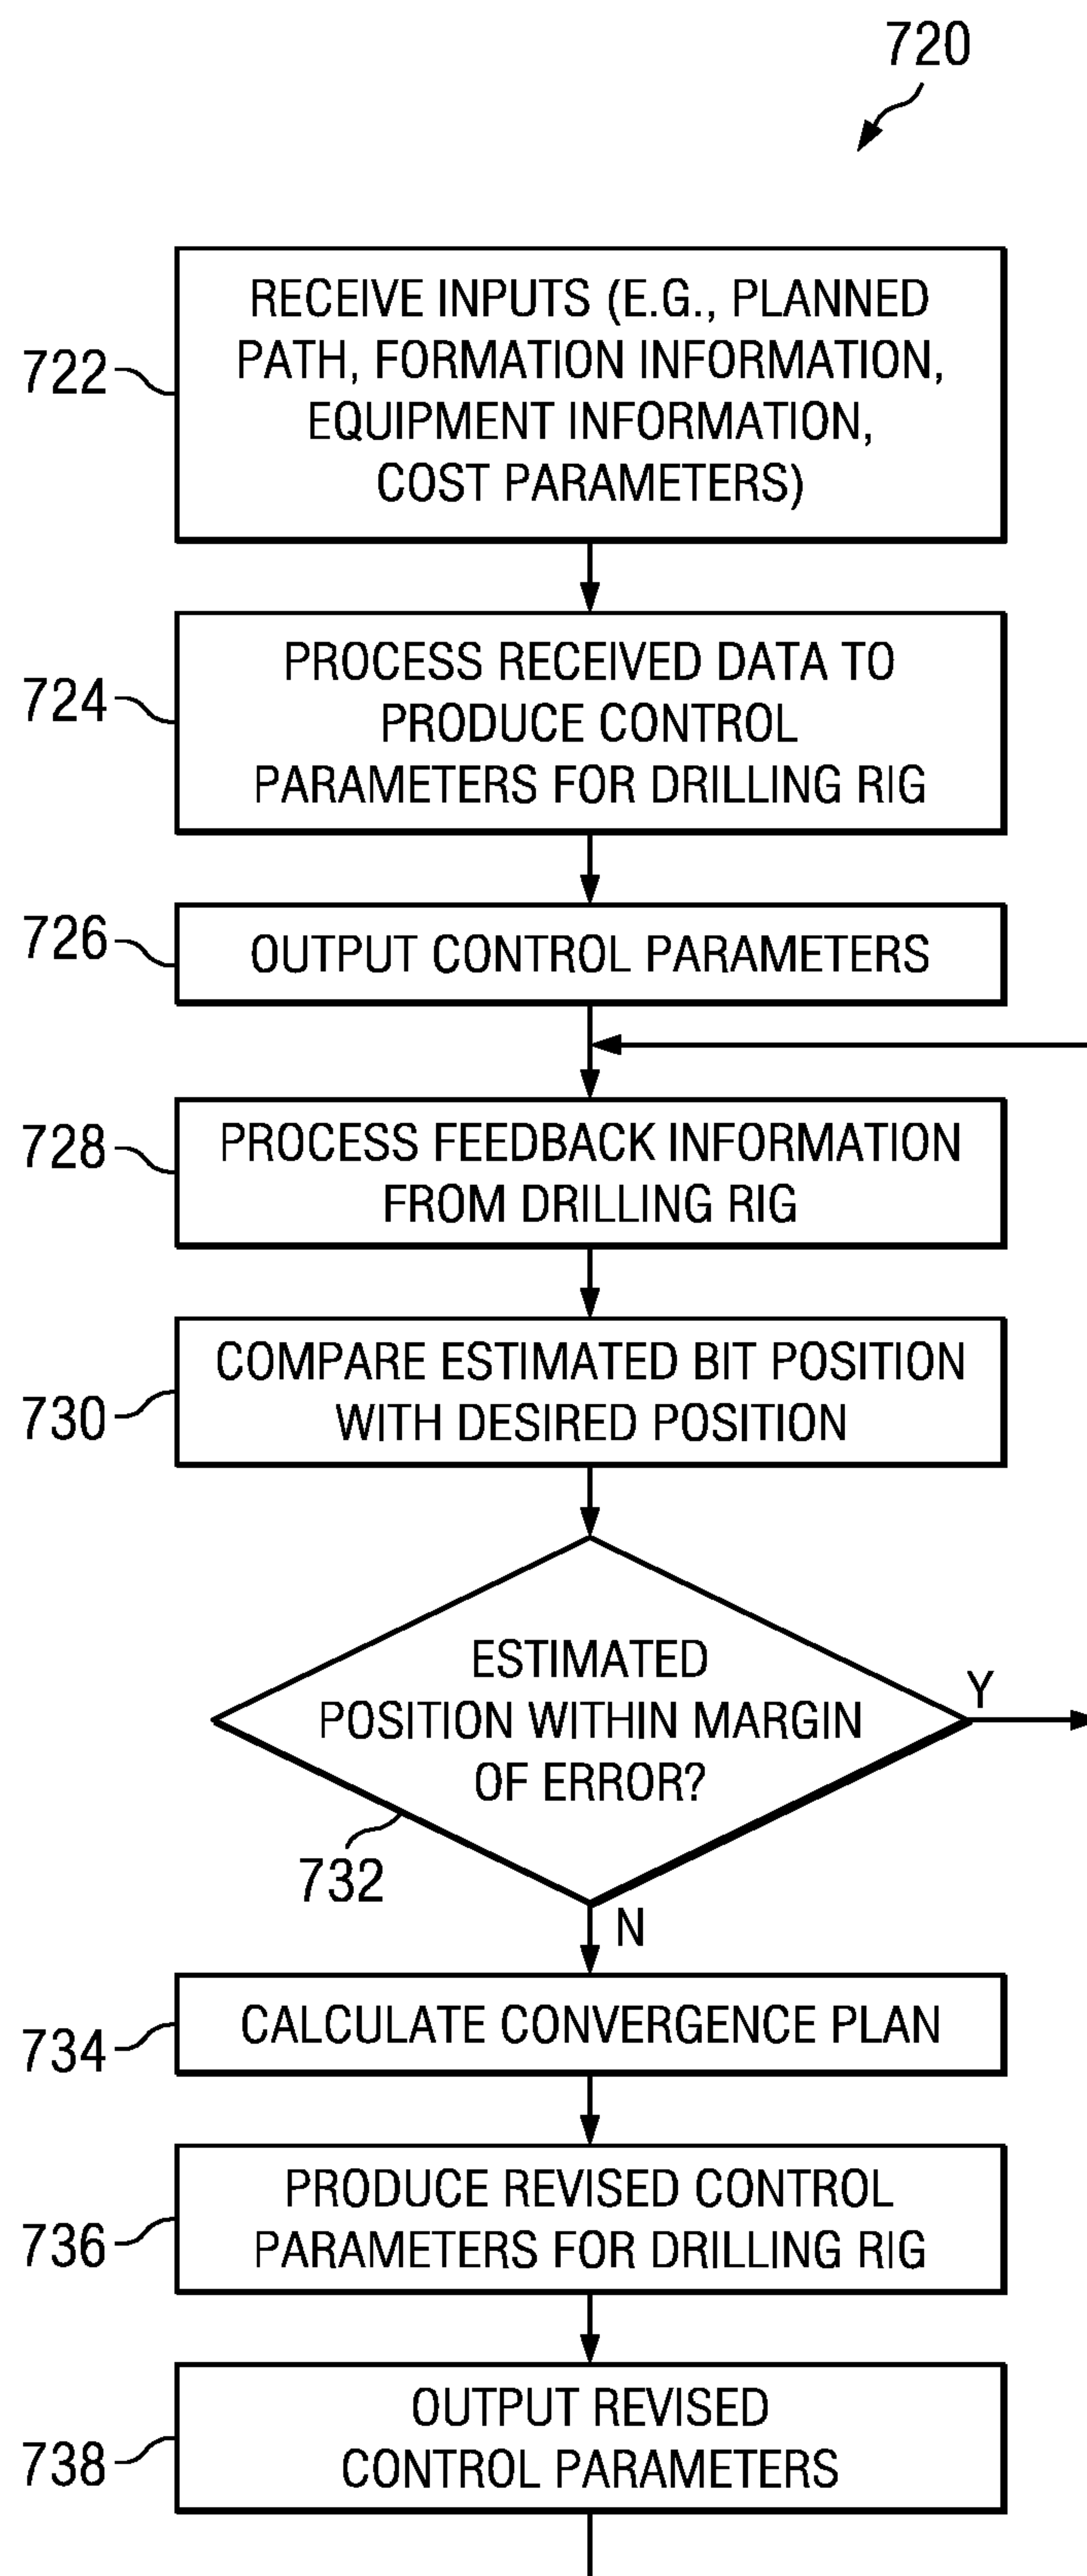 720
722
RECEIVE INPUTS (E.G., PLANNED
PATH, FORMATION INFORMATION,
EQUIPMENT INFORMATION,
COST PARAMETERS)
724
PROCESS RECEIVED DATA TO
PRODUCE CONTROL
PARAMETERS FOR DRILLING RIG
726
OUTPUT CONTROL PARAMETERS
728
PROCESS FEEDBACK INFORMATION
FROM DRILLING RIG
730
COMPARE ESTIMATED BIT POSITION
WITH DESIRED POSITION
ESTIMATED
POSITION WITHIN MARGIN
OF ERROR?
Y
732
N
734
CALCULATE CONVERGENCE PLAN
736
PRODUCE REVISED CONTROL
PARAMETERS FOR DRILLING RIG
738
OUTPUT REVISED
CONTROL PARAMETERS